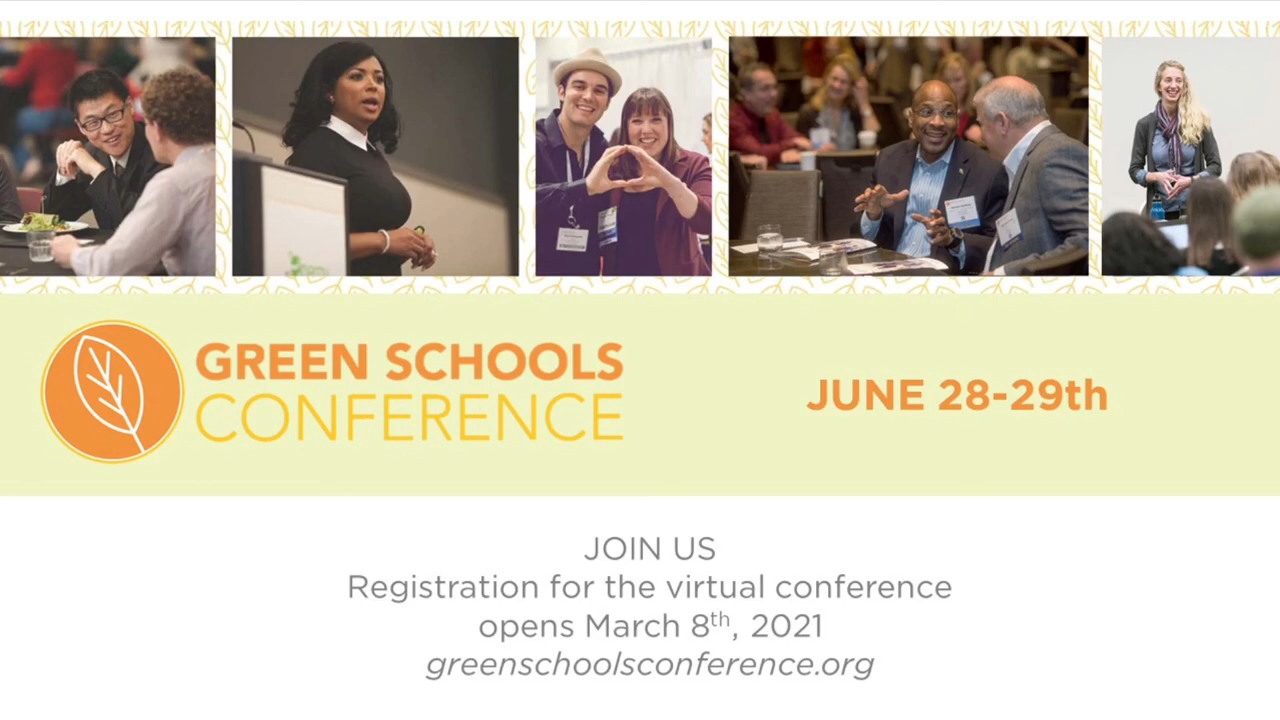 GREEN SCHOOLS
CONFERENCE
JUNE 28-29th
JOIN US
Registration for the virtual conference
opens March 8th, 2021
greenschoolsconference.org